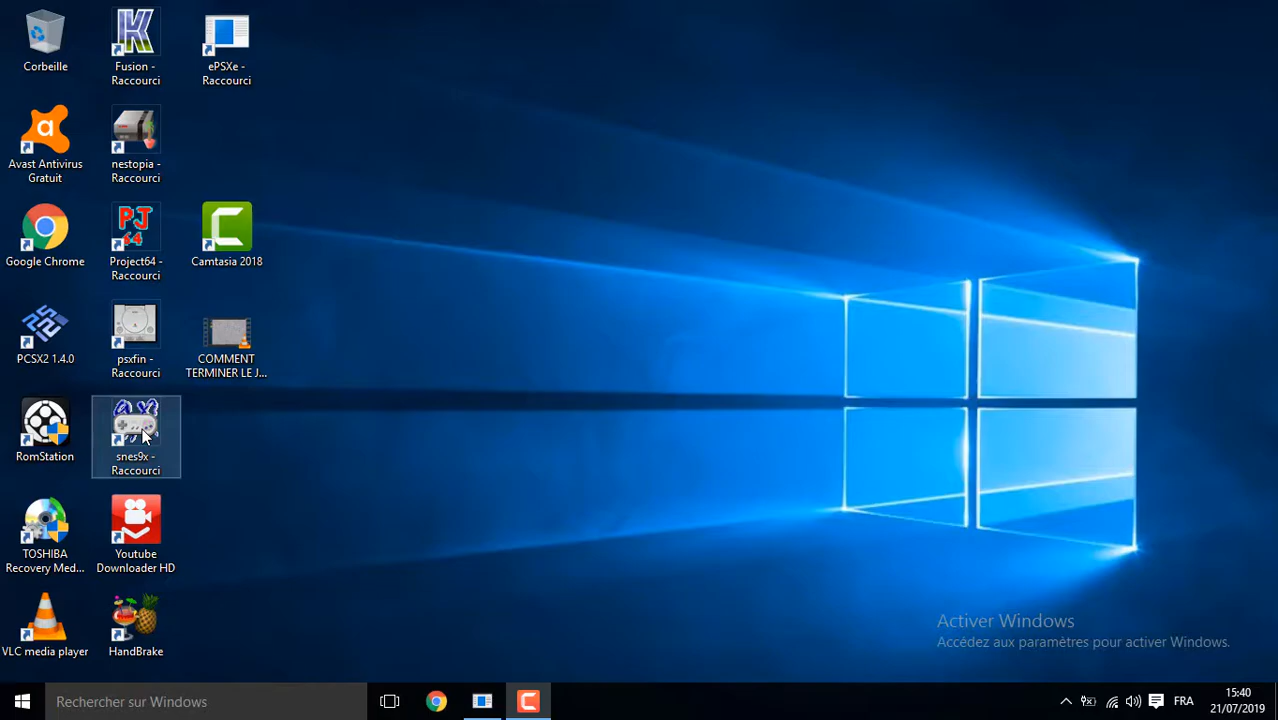 Corbeille
Fusion -
Raccourci
ePSXe -
Raccourci
Avast Antivirus
Gratuit
nestopia -
Raccourci
Google Chrome
PJ
64
Project64 -
Raccourci
Camtasia 2018
PCSX2 1.4.0
psxfin -
Raccourci
COMMENT
TERMINER LE J...
RomStation
snes9x -
Raccourci
TOSHIBA
Recovery Med...
Youtube
Downloader HD
VLC media player
HandBrake
Activer Windows
Accédez aux paramètres pour activer Windows.
Rechercher sur Windows
FRA
15:40
21/07/2019